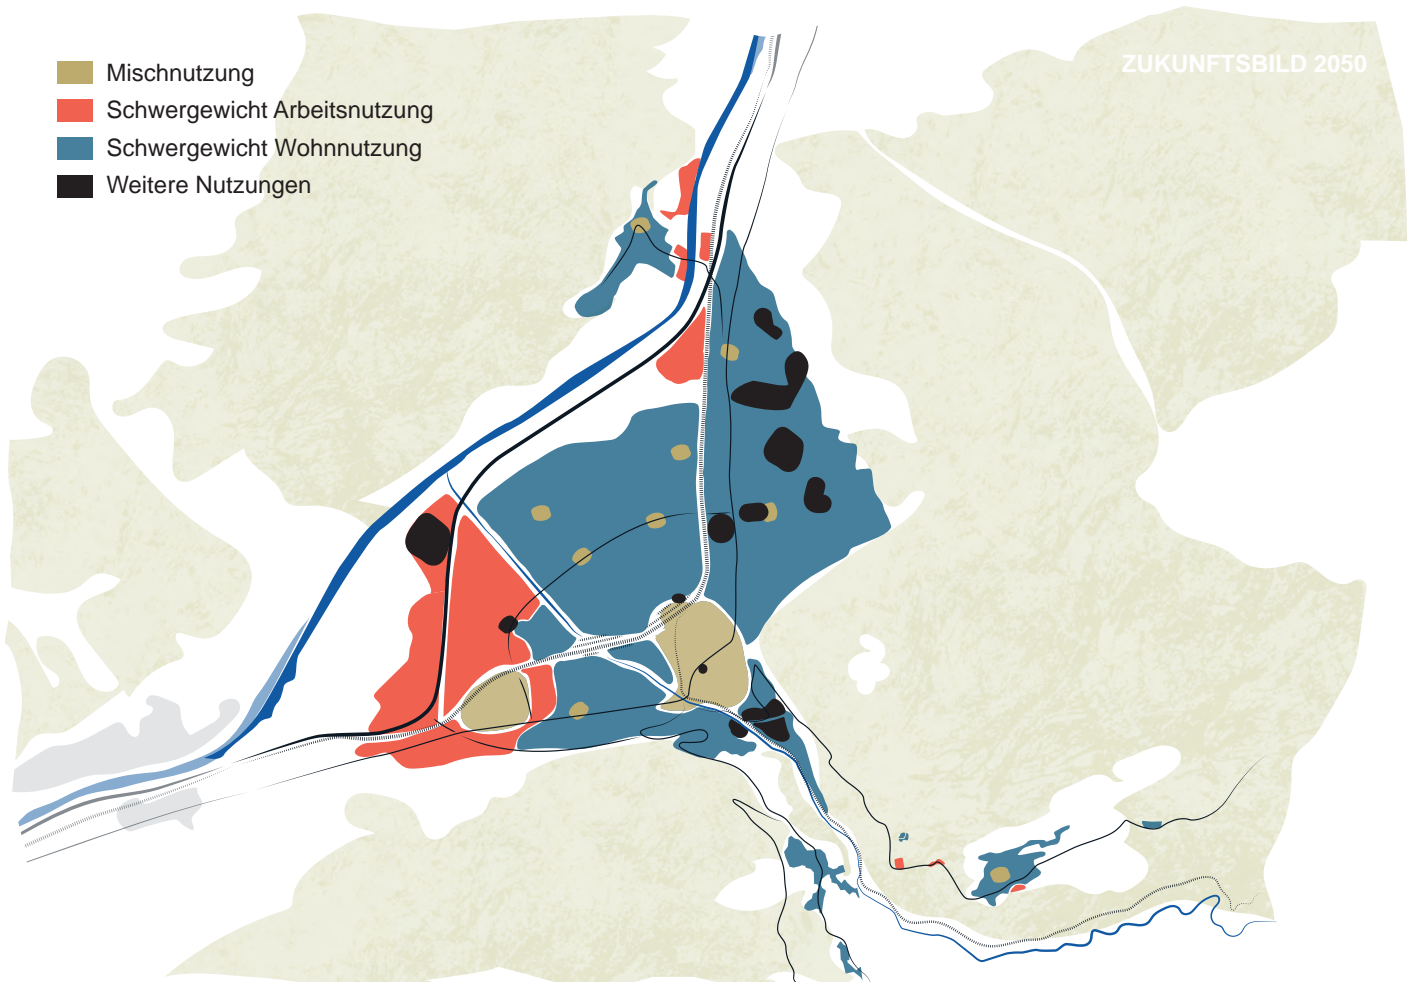 ZUKUNFTSBILD 2050
Mischnutzung
Schwergewicht Arbeitsnutzung
Schwergewicht Wohnnutzung
Weitere Nutzungen